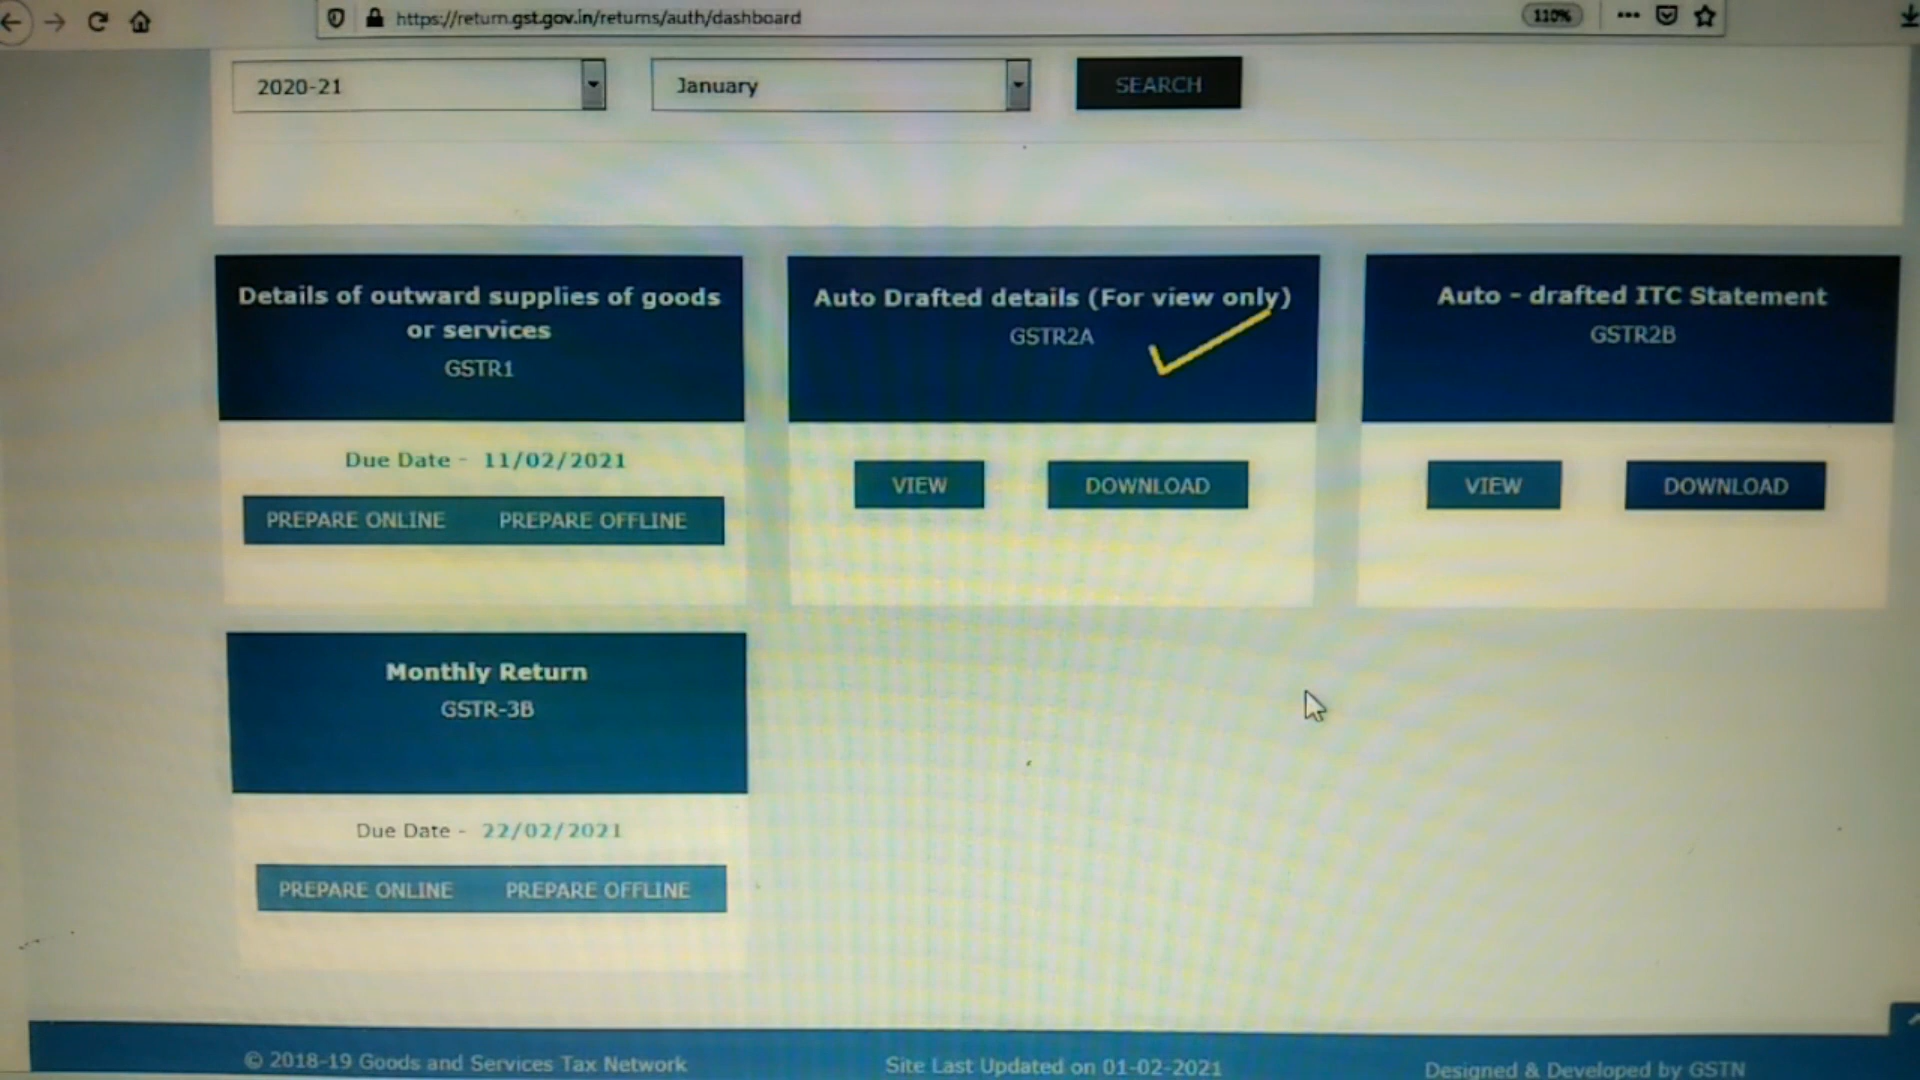 https://return.gst.gov.in/returns/auth/dashboard
110%
2020-21
January
SEARCH
Details of outward supplies of goods
or services
GSTR1
Due Date - 11/02/2021
PREPARE ONLINE
PREPARE OFFLINE
Auto Drafted details (For view only)
GSTR2A
VIEW
DOWNLOAD
Auto - drafted ITC Statement
GSTR2B
VIEW
DOWNLOAD
Monthly Return
GSTR-3B
Due Date - 22/02/2021
PREPARE ONLINE
PREPARE OFFLINE
© 2018-19 Goods and Services Tax Network
Site Last Updated on 01-02-2021
Designed & Developed by GSTN